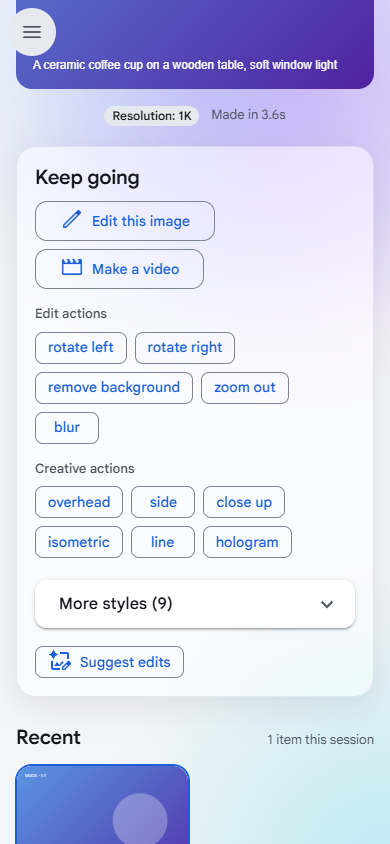 A ceramic coffee cup on a wooden table, soft window light
Resolution: 1K
Made in 3.6s
Keep going
Edit this image
Make a video
Edit actions
rotate left
rotate right
remove background
zoom out
blur
Creative actions
overhead
side
close up
isometric
line
hologram
More styles (9)
Suggest edits
Recent
1 item this session